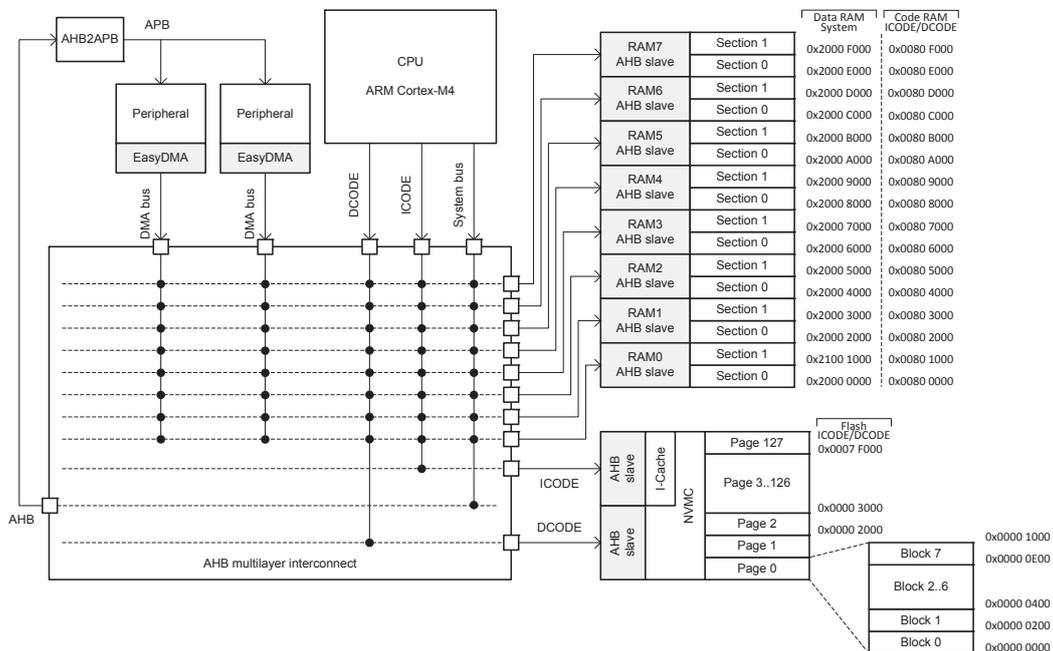 AHB2APB
APB
Peripheral
EasyDMA
Peripheral
EasyDMA
CPU
ARM Cortex-M4
DMA bus
DMA bus
DCODE
ICODE
System bus
AHB multilayer interconnect
AHB
ICODE
DCODE
Data RAM
System
Code RAM
ICODE/DCODE
RAM7
AHB slave
Section 1
0x2000 F000
0x0080 F000
Section 0
0x2000 E000
0x0080 E000
RAM6
AHB slave
Section 1
0x2000 D000
0x0080 D000
Section 0
0x2000 C000
0x0080 C000
RAM5
AHB slave
Section 1
0x2000 B000
0x0080 B000
Section 0
0x2000 A000
0x0080 A000
RAM4
AHB slave
Section 1
0x2000 9000
0x0080 9000
Section 0
0x2000 8000
0x0080 8000
RAM3
AHB slave
Section 1
0x2000 7000
0x0080 7000
Section 0
0x2000 6000
0x0080 6000
RAM2
AHB slave
Section 1
0x2000 5000
0x0080 5000
Section 0
0x2000 4000
0x0080 4000
RAM1
AHB slave
Section 1
0x2000 3000
0x0080 3000
Section 0
0x2000 2000
0x0080 2000
RAM0
AHB slave
Section 1
0x2100 1000
0x0080 1000
Section 0
0x2000 0000
0x0080 0000
Flash
ICODE/DCODE
AHB
slave
I-Cache
AHB
slave
NVMC
Page 127
0x0007 F000
Page 3..126
0x0000 3000
Page 2
0x0000 2000
Page 1
0x0000 1000
Page 0
Block 7
0x0000 0E00
Block 2..6
0x0000 0400
Block 1
0x0000 0200
Block 0
0x0000 0000